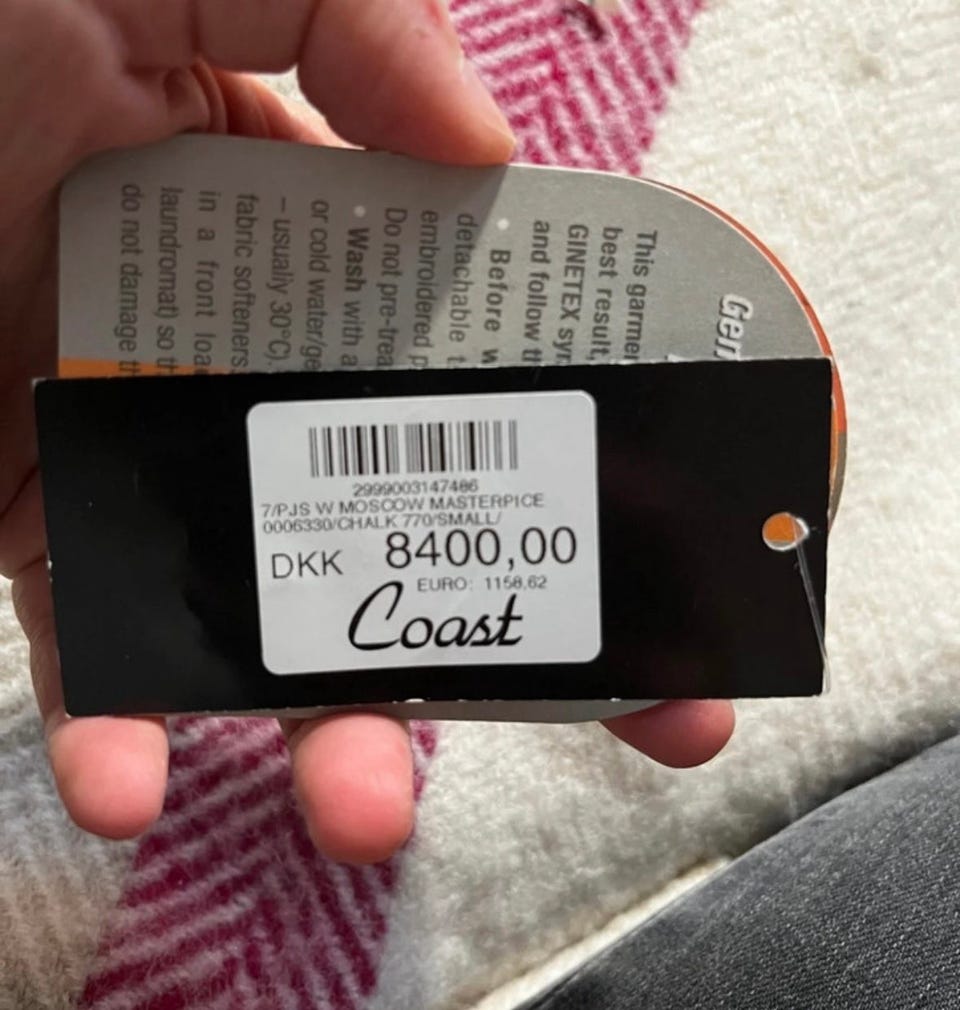 2999003147486
7/PJS W MOSCOW MASTERPICE
0006330/CHALK 770/SMALL/
DKK 8400,00
EURO: 1158.62
Coast
This garmen
best result,
GINETEX sy
and follow t
• Before w
detachable t
embroidered p
Do not pre-trea
• Wash with a
or cold water/ge
– usually 30°C).
fabric softeners.
in a front loa
laundromat) so th
do not damage th